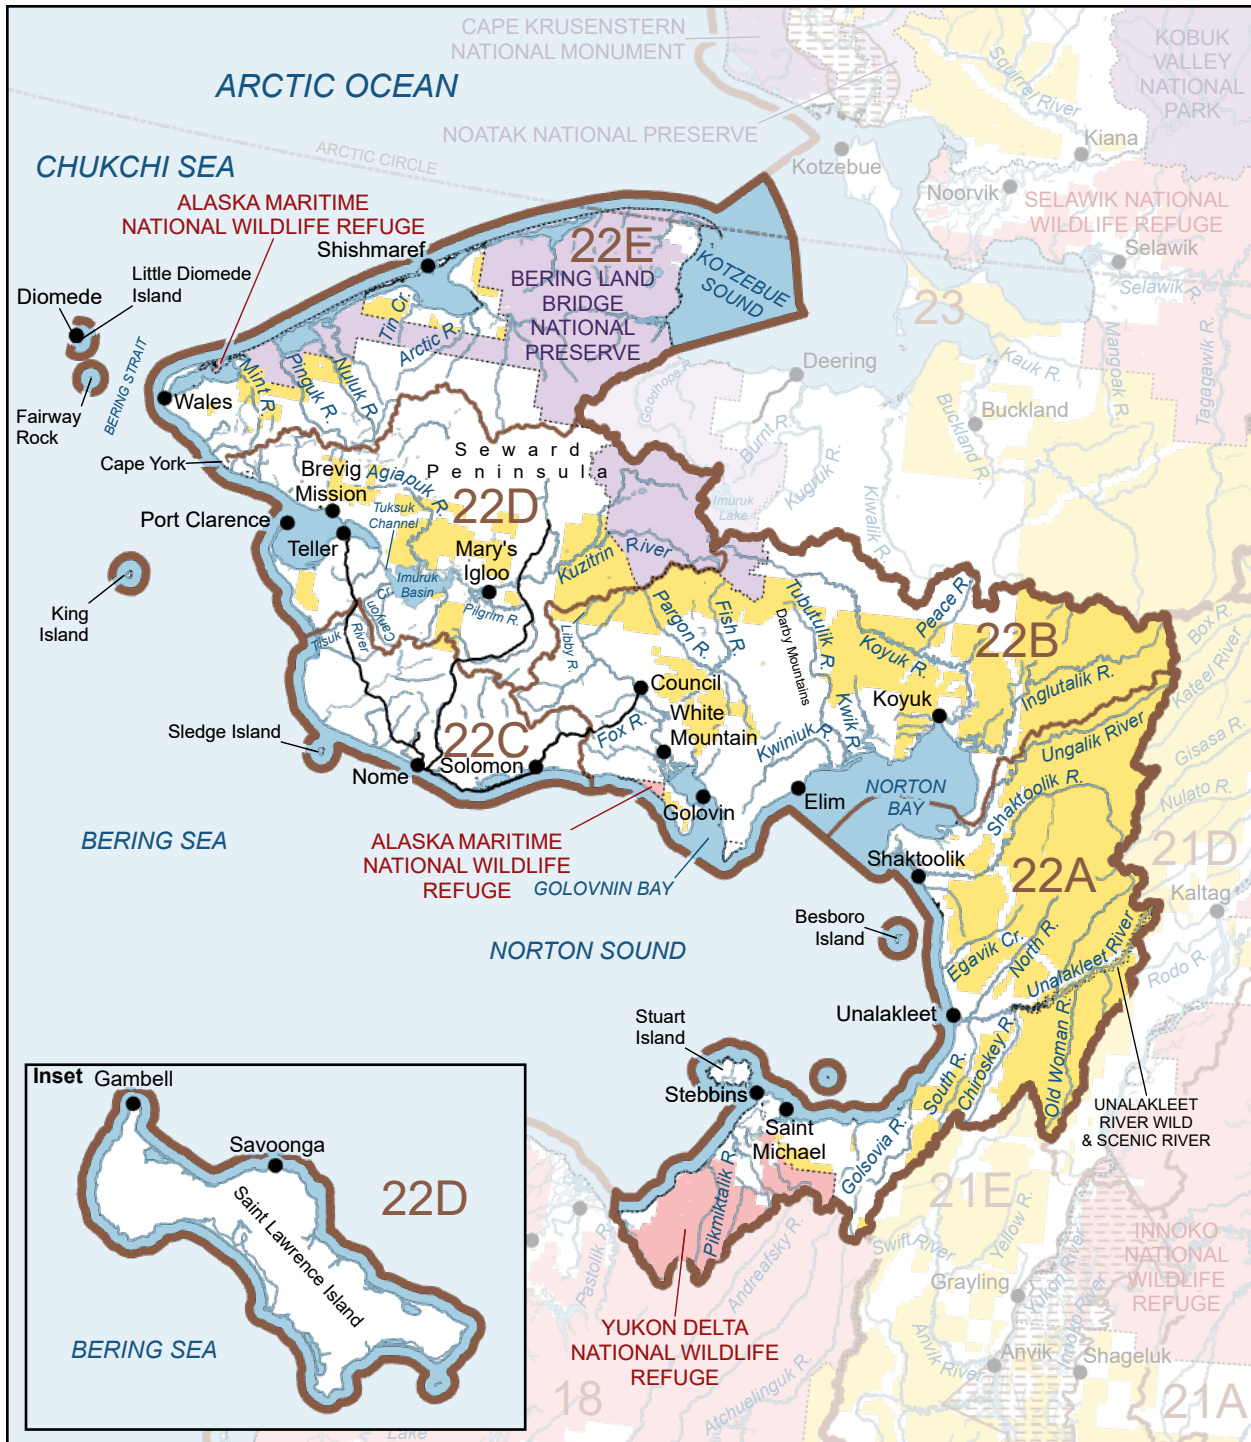 CAPE KRUSENSTERN
NATIONAL MONUMENT
KOBUK
VALLEY
NATIONAL
PARK
Squirrel River
ARCTIC OCEAN
NOATAK NATIONAL PRESERVE
Kiana
ARCTIC CIRCLE
Kotzebue
CHUKCHI SEA
Noorvik
SELAWIK NATIONAL
WILDLIFE REFUGE
ALASKA MARITIME
NATIONAL WILDLIFE REFUGE
Shishmaref
22E
BERING LAND
BRIDGE
NATIONAL
PRESERVE
KOTZEBUE
SOUND
Selawik
Selawik R.
Little Diomede
Island
Diomede
23
Tin Cr.
Arctic R.
Mangoak R.
Tagagawik R.
BERING STRAIT
Mint R.
Pinguk R.
Nuluk R.
Deering
Kauk R.
Goodhope
Fairway
Rock
Wales
Buckland
Buckland R.
Burnt R.
Cape York
Seward
Peninsula
Brevig
Mission
Agiapuk R.
22D
Tuksuk
Channel
Imuruk
Lake
Kugruk R.
Kiwalik R.
Port Clarence
Teller
Mary's
Igloo
Kuzitrin River
Imuruk
Basin
King
Island
Canyon Cr.
Pilgrim R.
Tisuk
River
Libby R.
Pargon R.
Fish R.
Tubutulik R.
Darby Mountains
Peace R.
Koyuk R.
22B
Box R.
Kateel River
Inglutalik R.
Council
Koyuk
White
Mountain
Fox R.
Kwik R.
Kwiniuk R.
Ungalik River
Gisasa R.
Sledge Island
22C
Nome
Solomon
Golovin
Elim
NORTON
BAY
Shaktoolik R.
Nulato R.
BERING SEA
ALASKA MARITIME
NATIONAL WILDLIFE
REFUGE
GOLOVNIN BAY
Shaktoolik
22A
21D
Kaltag
Besboro
Island
NORTON SOUND
Egavik Cr.
North R.
Unalakleet River
Rodo R.
Unalakleet
Stuart
Island
Stebbins
Saint
Michael
South R.
Chiroskey R.
Old Woman R.
UNALAKLEET
RIVER WILD
& SCENIC RIVER
Golsovia R.
Pikmiktalik R.
21E
Yellow R.
Swift River
Grayling
Yukon River
Innoko River
INNOKO
NATIONAL
WILDLIFE
REFUGE
Pastolik R.
Andreafsky R.
YUKON DELTA
NATIONAL WILDLIFE
REFUGE
Anvik River
Anvik
Shageluk
18
Atchuelinguk R.
21A
Lake
Inset
Gambell
Savoonga
22D
Saint Lawrence Island
BERING SEA